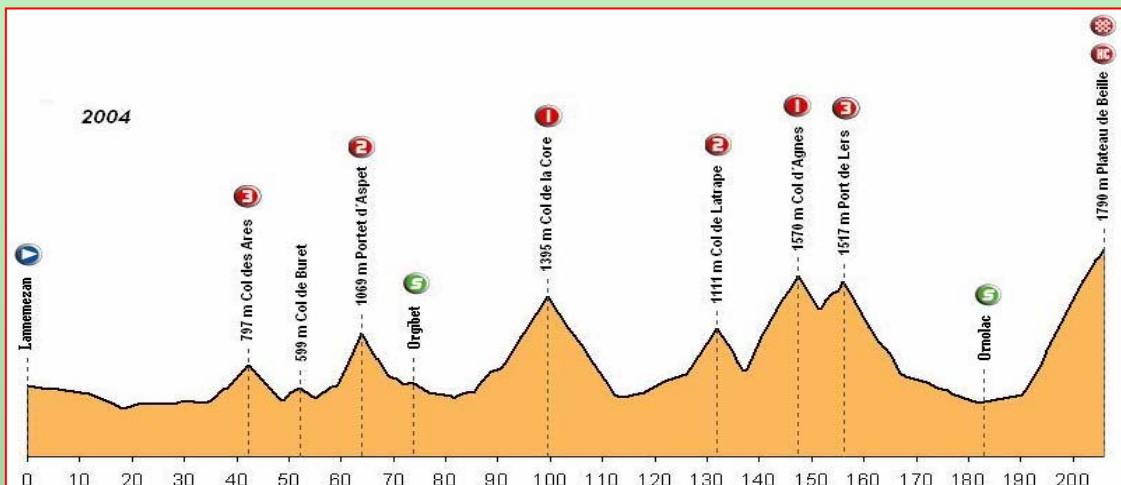 2004
Lannemezan
3
797 m Col des Ares
599 m Col de Buret
2
1069 m Portet d´Aspet
S
Orgibet
1
1395 m Col de la Core
2
1111 m Col de Latrape
1
1570 m Col d´Agnes
3
1517 m Port de Lers
S
Ornolac
HC
1790 m Plateau de Beille
0 10 20 30 40 50 60 70 80 90 100 110 120 130 140 150 160 170 180 190 200